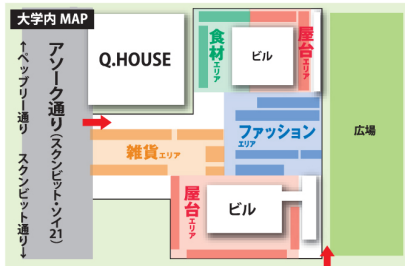 大学内 MAP
←ペッブリー通り
スクンビット通り→
アソーク通り(スクンビット・ソイ21)
Q.HOUSE
食材エリア
ビル
屋台エリア
広場
雑貨エリア
ファッション
エリア
屋台エリア
ビル